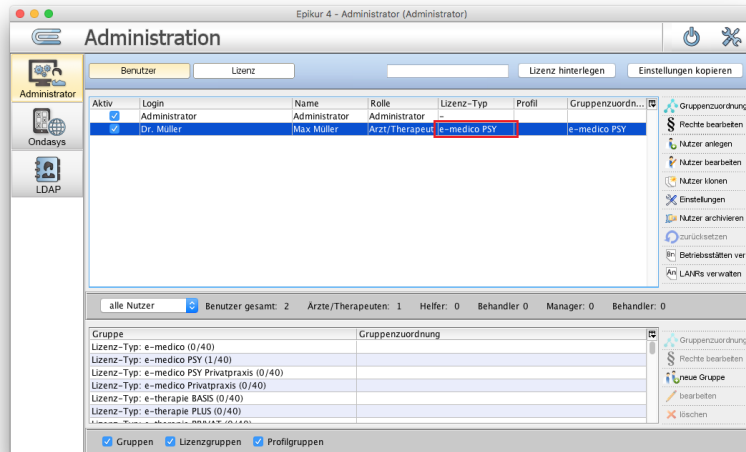 Epikur 4 - Administrator (Administrator)
Administration
Administrator
Ondasys
LDAP
Benutzer Lizenz Lizenz hinterlegen Einstellungen kopieren
Aktiv Login Name Rolle Lizenz-Typ Profil Gruppenzuordn...
Administrator Administrator Administrator -
Dr. Müller Max Müller Arzt/Therapeut e-medico PSY e-medico PSY
Gruppenzuordnung
Rechte bearbeiten
Nutzer anlegen
Nutzer bearbeiten
Nutzer klonen
Einstellungen
Nutzer archivieren
zurücksetzen
Bn Betriebsstätten ver
An LANRs verwalten
alle Nutzer Benutzer gesamt: 2 Ärzte/Therapeuten: 1 Helfer: 0 Behandler 0 Manager: 0 Behandler: 0
Gruppe Gruppenzuordnung
Lizenz-Typ: e-medico (0/40)
Lizenz-Typ: e-medico PSY (1/40)
Lizenz-Typ: e-medico PSY Privatpraxis (0/40)
Lizenz-Typ: e-medico Privatpraxis (0/40)
Lizenz-Typ: e-therapie BASIS (0/40)
Lizenz-Typ: e-therapie PLUS (0/40)
Gruppenzuordnung
Rechte bearbeiten
neue Gruppe
bearbeiten
löschen
Gruppen Lizenzgruppen Profilgruppen